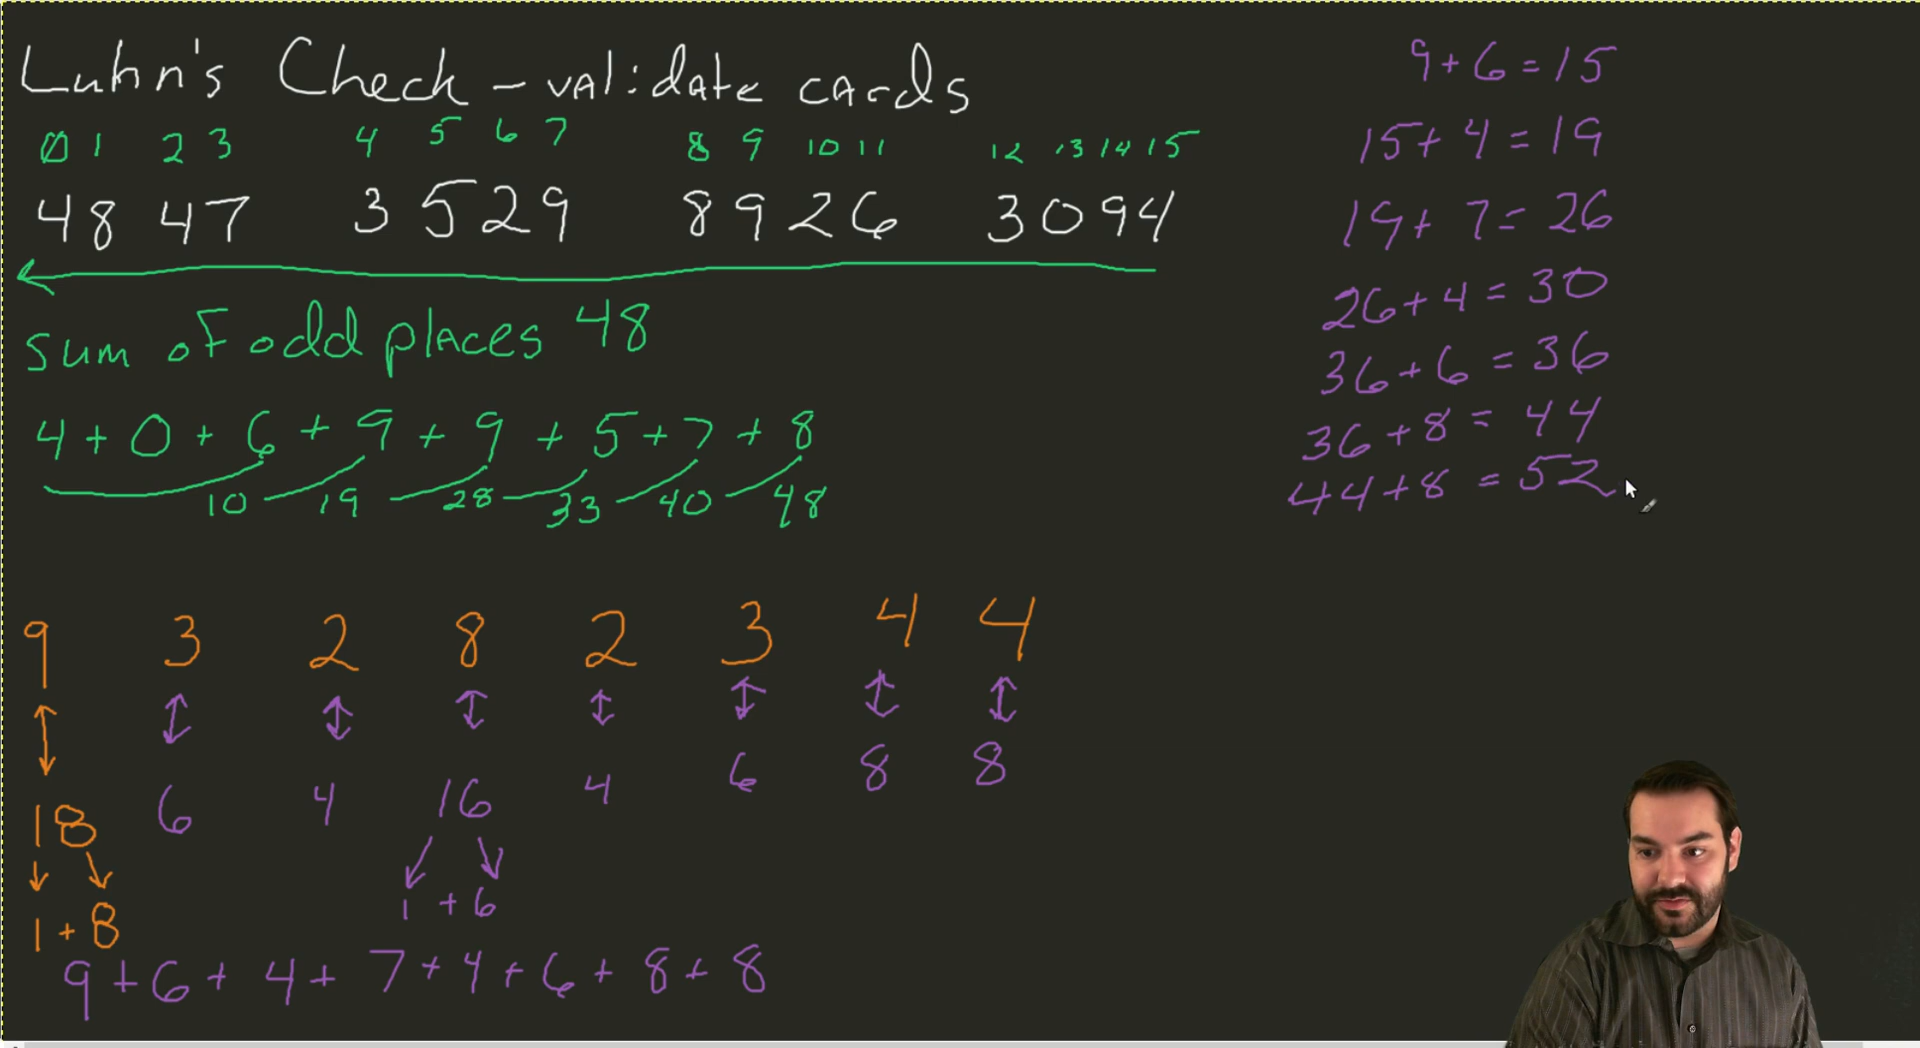 Luhn's Check - validate cards
0 1 2 3 4 5 6 7 8 9 10 11 12 13 14 15
48 47 3529 8926 3094
sum of odd places 48
4 + 0 + 6 + 9 + 9 + 5 + 7 + 8
10 19 28 33 40 48
9 3 2 8 2 3 4 4
18 6 4 16 4 6 8 8
1 + 8
1 + 6
9 + 6 + 4 + 7 + 4 + 6 + 8 + 8
9 + 6 = 15
15 + 4 = 19
19 + 7 = 26
26 + 4 = 30
36 + 6 = 36
36 + 8 = 44
44 + 8 = 52